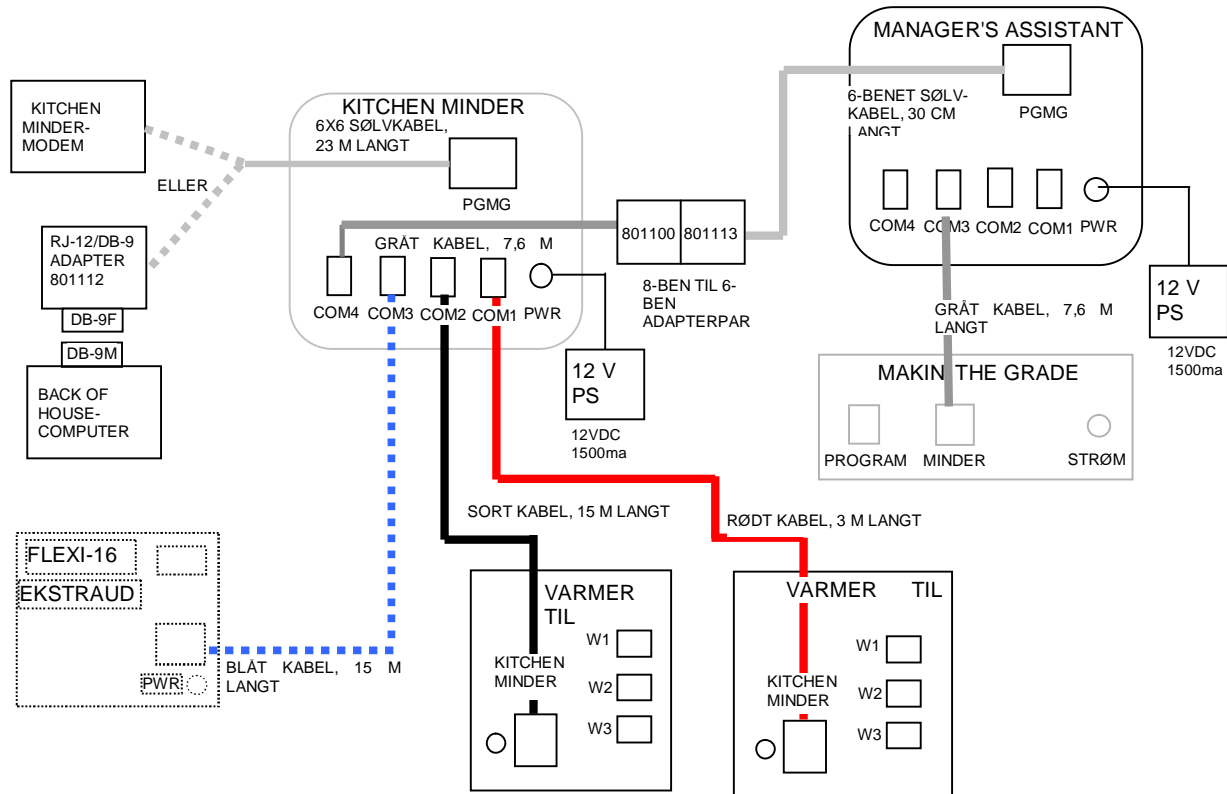 MANAGER'S ASSISTANT
6-BENET SØLV-
KABEL, 30 CM
LANGT
PGMG
COM4 COM3 COM2 COM1 PWR
12 V
PS
12VDC
1500ma
KITCHEN
MINDER-
MODEM
ELLER
RJ-12/DB-9
ADAPTER
801112
DB-9F
DB-9M
BACK OF
HOUSE-
COMPUTER
KITCHEN MINDER
6X6 SØLVKABEL,
23 M LANGT
PGMG
GRÅT KABEL, 7,6 M
COM4 COM3 COM2 COM1 PWR
801100 801113
8-BEN TIL 6-
BEN
ADAPTERPAR
12 V
PS
12VDC
1500ma
GRÅT KABEL, 7,6 M
LANGT
MAKIN THE GRADE
PROGRAM MINDER STRØM
SORT KABEL, 15 M LANGT
RØDT KABEL, 3 M LANGT
FLEXI-16
EKSTRAUD
PWR
BLÅT KABEL, 15 M
LANGT
VARMER
TIL
W1
KITCHEN
MINDER
W2
W3
VARMER TIL
W1
KITCHEN
MINDER
W2
W3